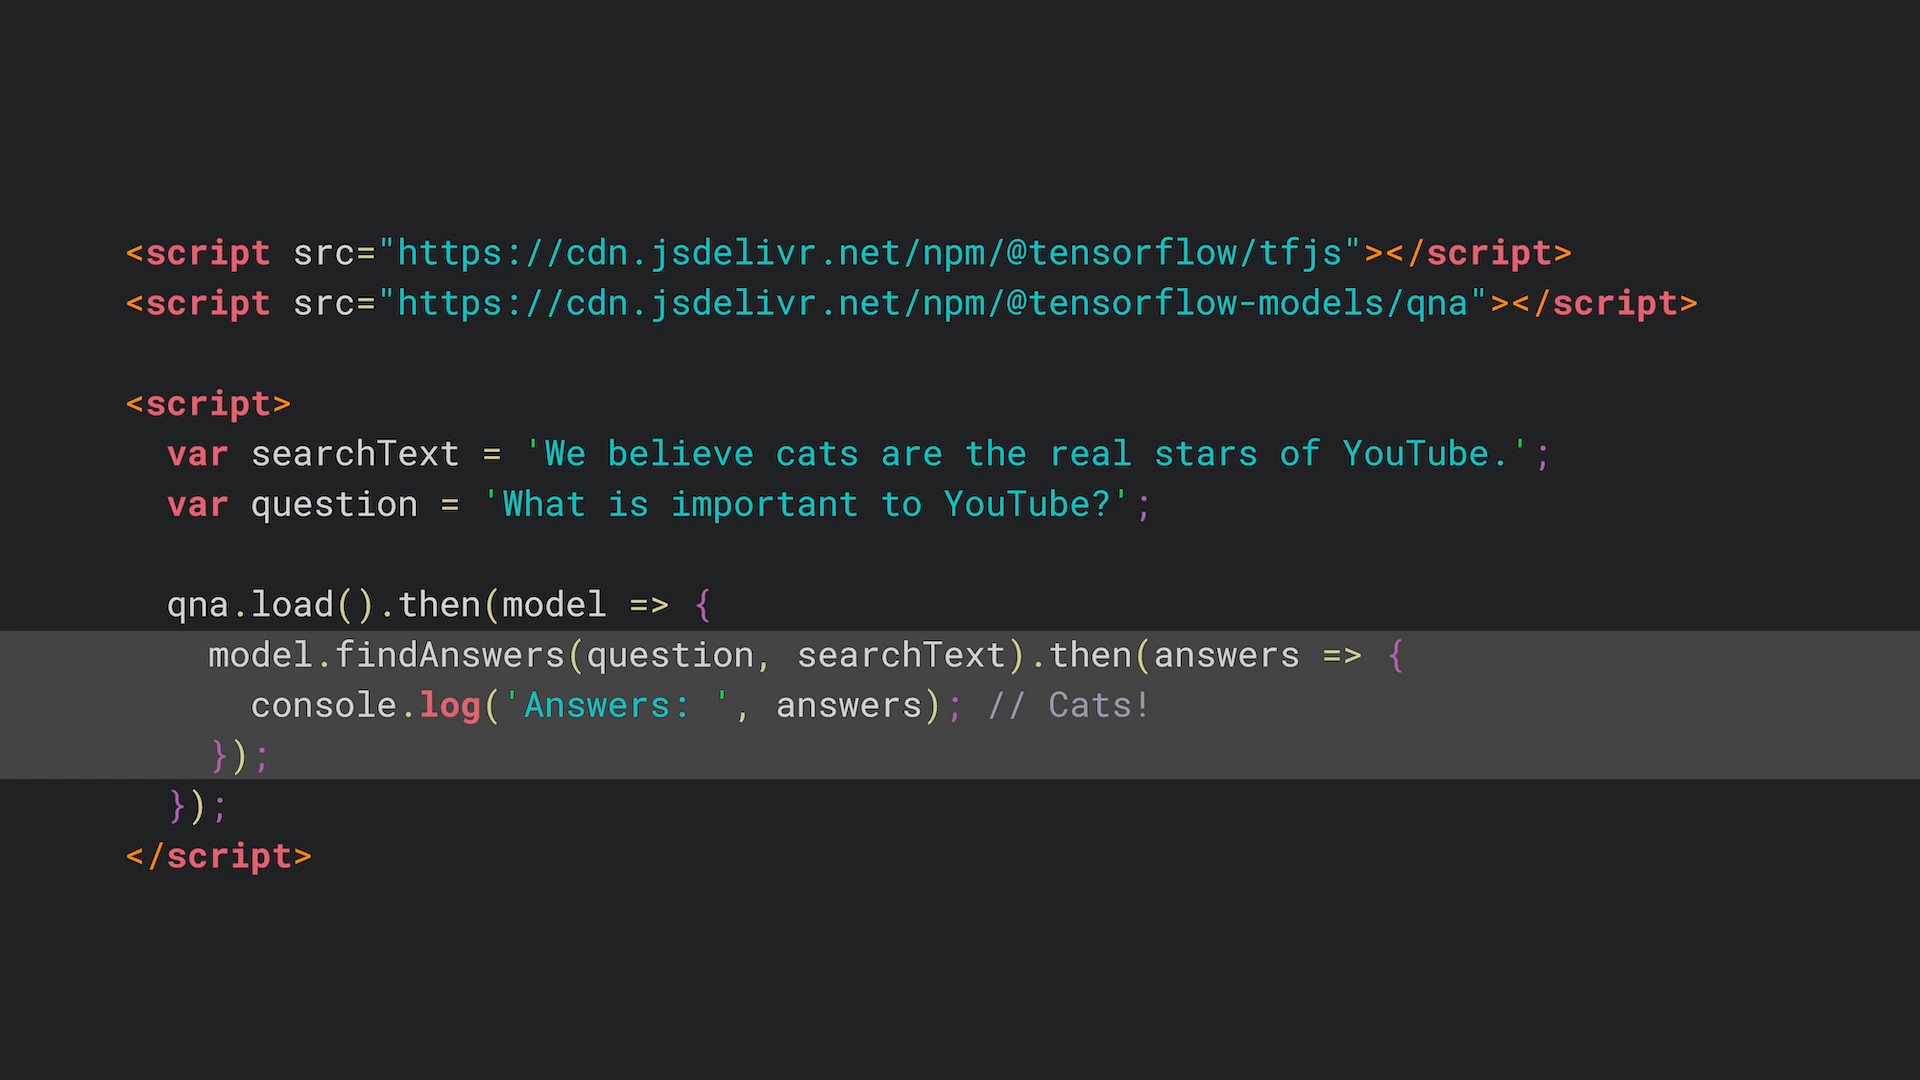 <script src="https://cdn.jsdelivr.net/npm/@tensorflow/tfjs"></script>
<script src="https://cdn.jsdelivr.net/npm/@tensorflow-models/qna"></script>
<script>
  var searchText = 'We believe cats are the real stars of YouTube.';
  var question = 'What is important to YouTube?';
  qna.load().then(model => {
    model.findAnswers(question, searchText).then(answers => {
      console.log('Answers: ', answers); // Cats!
    });
  });
</script>